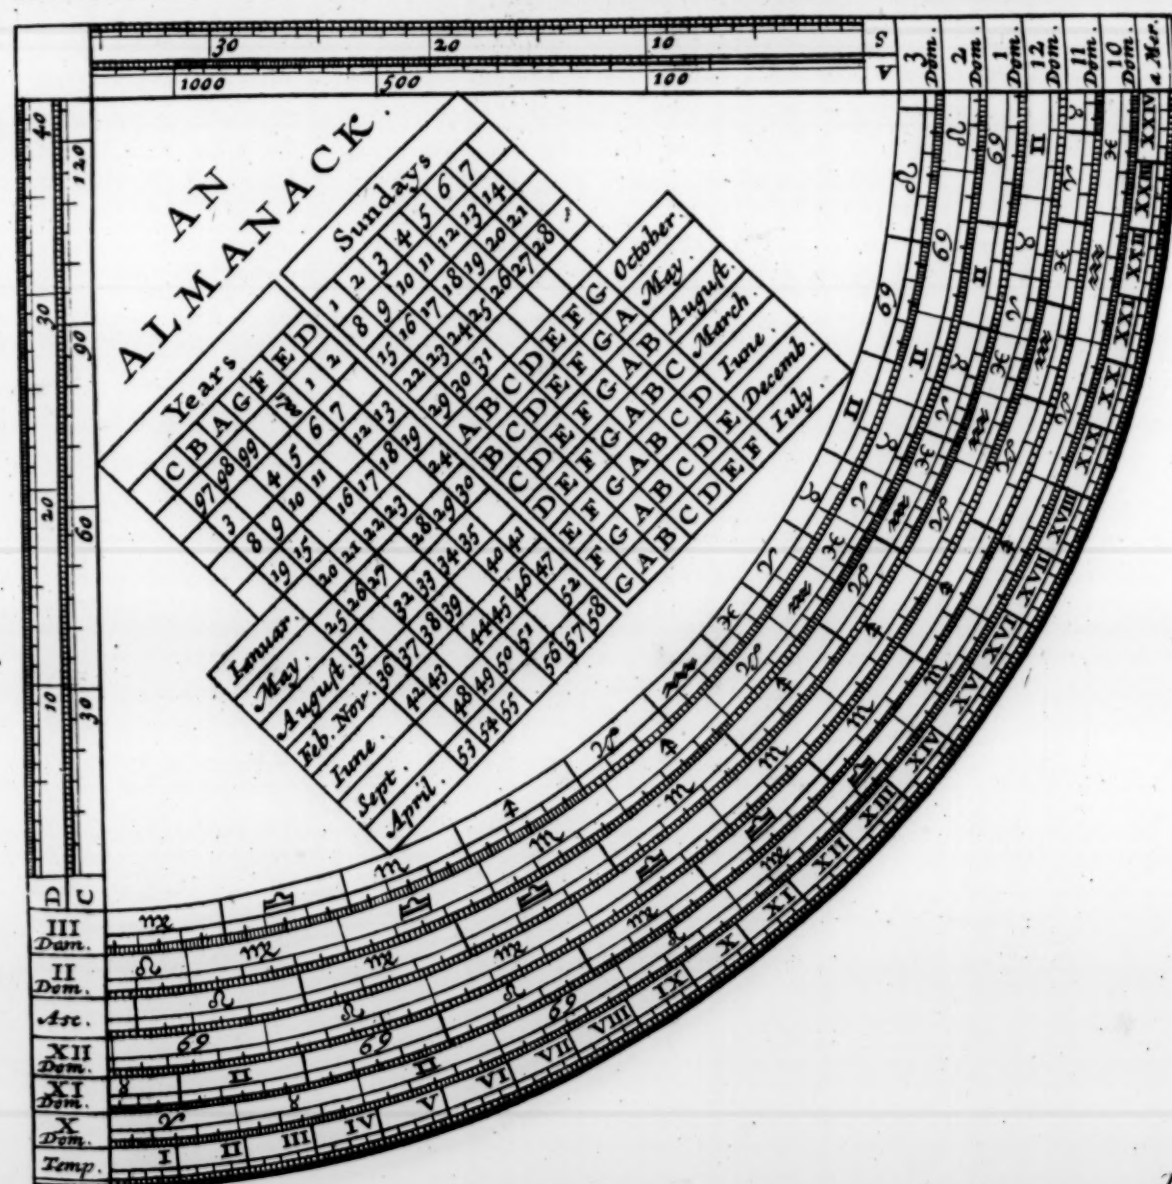 30 20 10 S
1000 500 100 A
3 Dom. 2 Dom. 1 Dom. 12 Dom. 11 Dom. 10 Dom. a Mer.
40 30 20 10 D
120 90 60 30 C
AN
ALMANACK.
Sundays
1 2 3 4 5 6 7
8 9 10 11 12 13 14
15 16 17 18 19 20 21
22 23 24 25 26 27 28
29 30 31
A B C D E F G October.
B C D E F G A May.
C D E F G A B August.
D E F G A B C March.
E F G A B C D Iune.
F G A B C D E Decemb.
G A B C D E F Iuly.
Years
C B A G F E D
97 98 99 1 2
3 4 5 6 7
8 9 10 11 12 13
15 16 17 18 19
19 20 21 22 23 24
Ianuar. 25 26 27 28 29 30
May. 31 32 33 34 35
August. 36 37 38 39 40 41
Feb. Nov. 42 43 44 45 46 47
Iune. 48 49 50 51 52
Sept. 53 54 55 56 57 58
April.
III Dom.
II Dom.
Asc.
XII Dom.
XI Dom.
X Dom.
Temp.
I II III IV V VI VII VIII IX X XI XII XIII XIV XV XVI XVII XVIII XIX XX XXI XXII XXIII XXIV